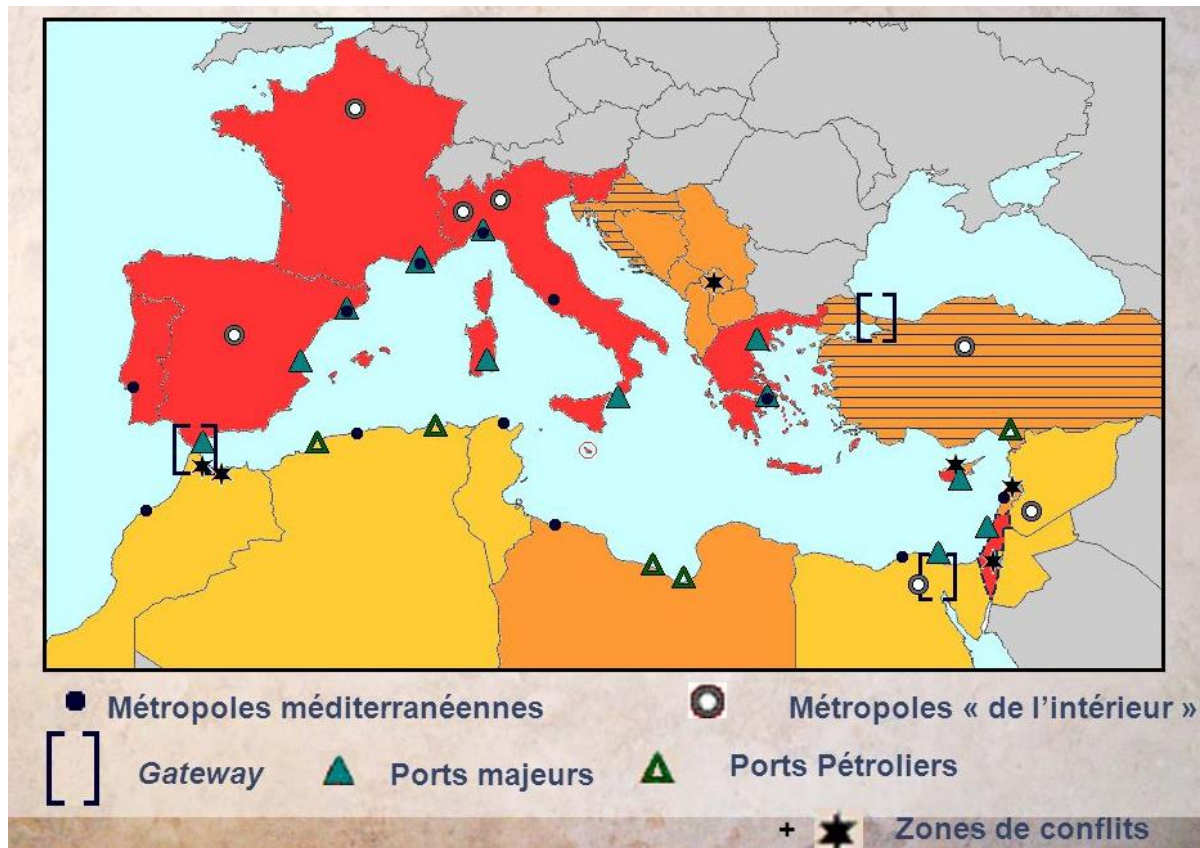 Métropoles méditerranéennes
Métropoles « de l’intérieur »
Gateway
Ports majeurs
Ports Pétroliers
+ Zones de conflits